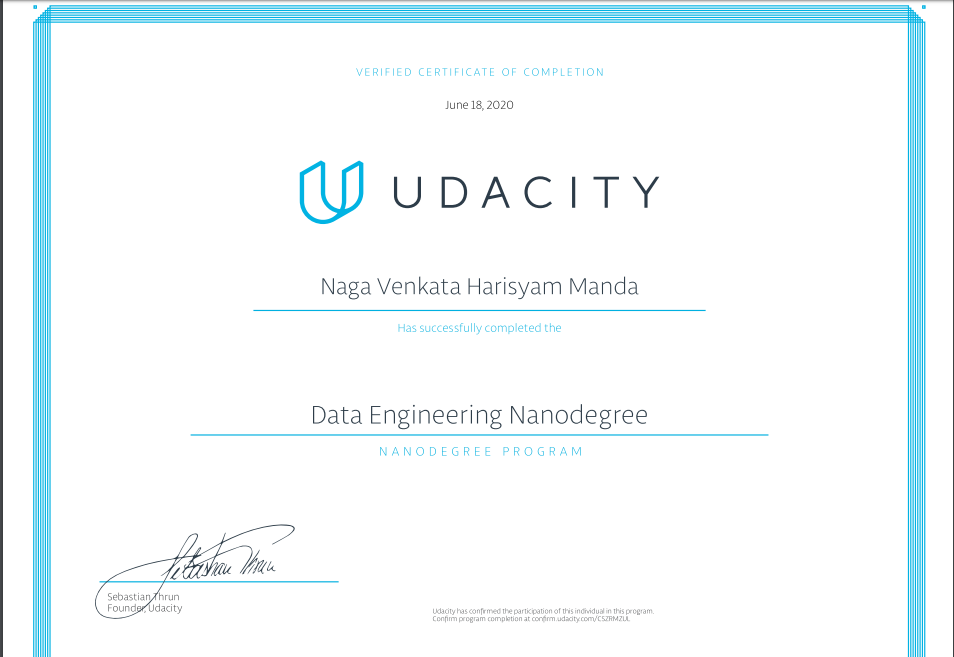 VERIFIED CERTIFICATE OF COMPLETION
June 18, 2020
UDACITY
Naga Venkata Harisyam Manda
Has successfully completed the
Data Engineering Nanodegree
NANODEGREE PROGRAM
Sebastian Thrun
Sebastian Thrun
Founder, Udacity
Udacity has confirmed the participation of this individual in this program.
Confirm program completion at confirm.udacity.com/CSZRMZUL